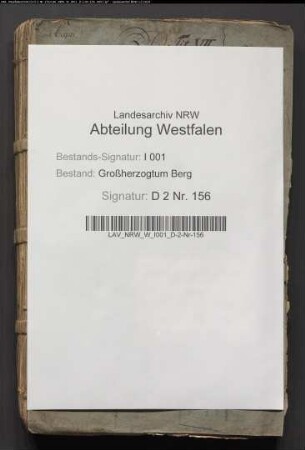 Landesarchiv NRW
Abteilung Westfalen
Bestands-Signatur: I 001
Bestand: Großherzogtum Berg
Signatur: D 2 Nr. 156
LAV_NRW_W_I001_D-2-Nr-156